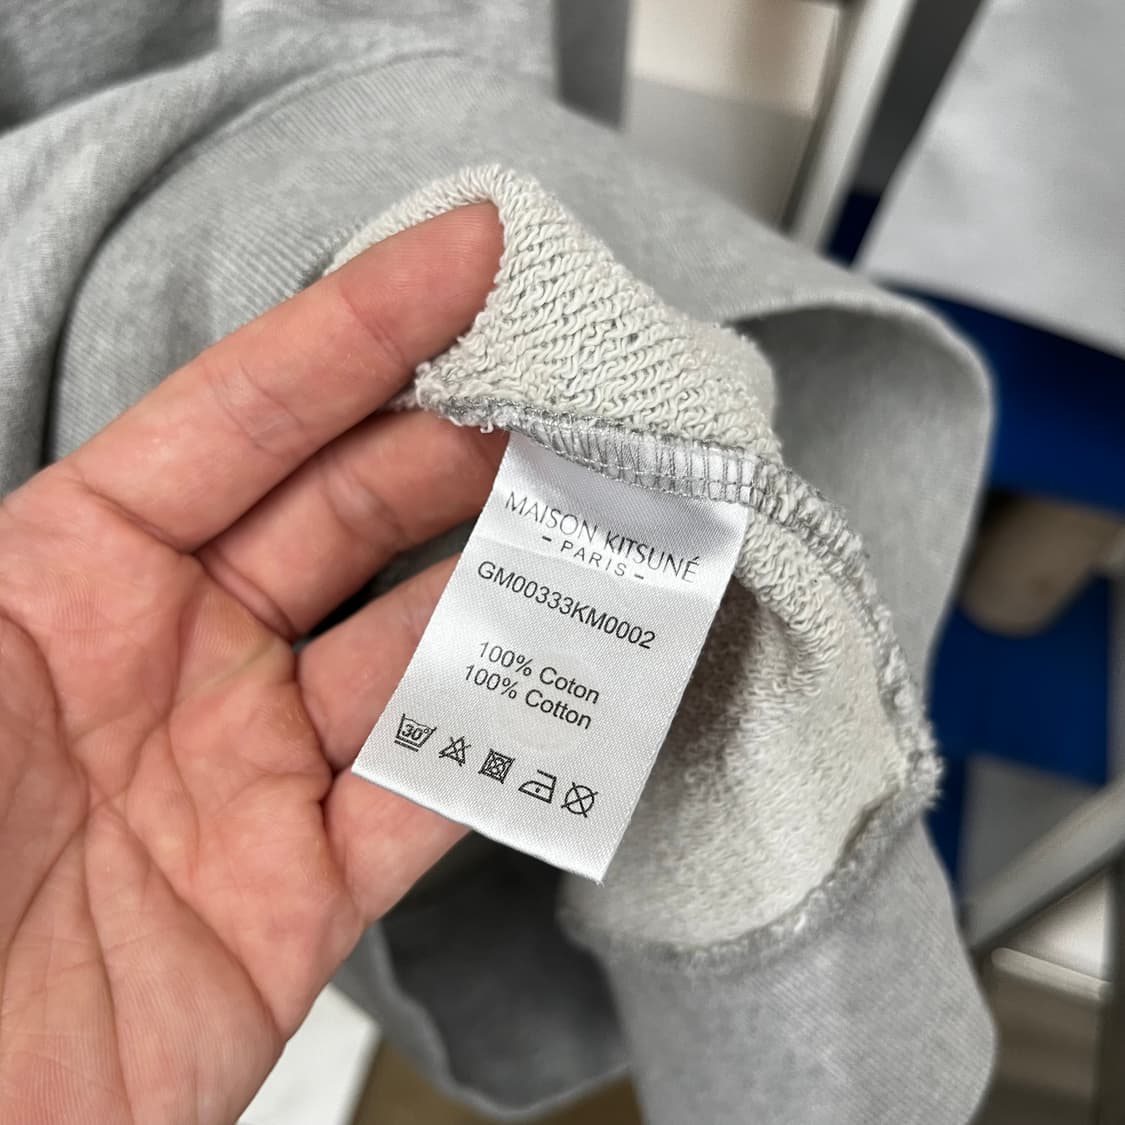 MAISON KITSUNÉ
- PARIS -
GM00333KM0002
100% Coton
100% Cotton
30°